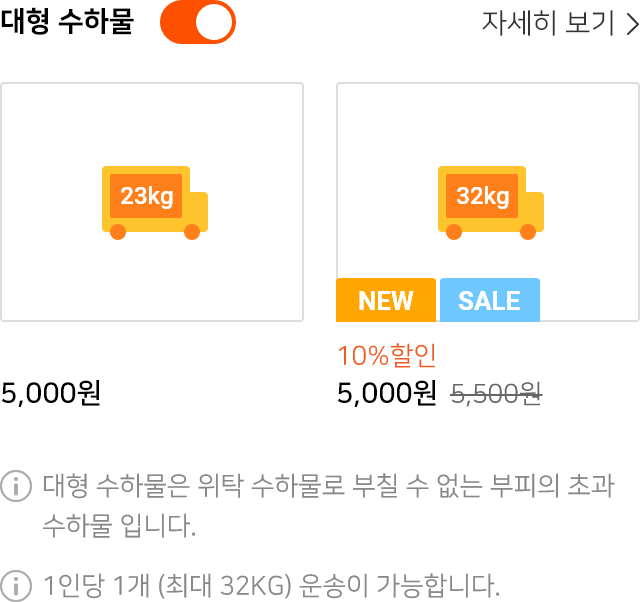 대형 수하물
자세히 보기
23kg
32kg
NEW
SALE
10%할인
5,000원
5,000원 5,500원
대형 수하물은 위탁 수하물로 부칠 수 없는 부피의 초과
수하물 입니다.
1인당 1개 (최대 32KG) 운송이 가능합니다.